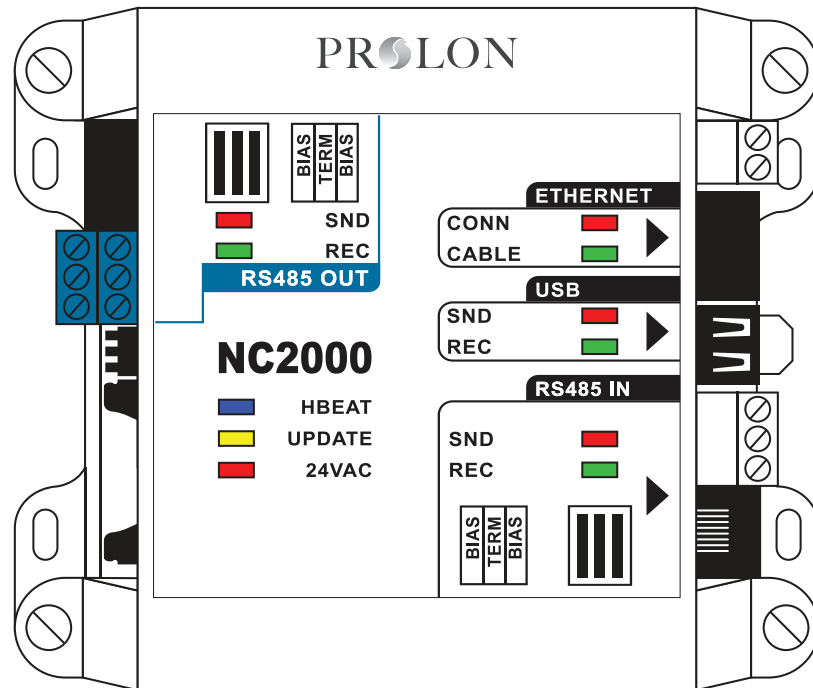 PROLON
BIAS
TERM
BIAS
SND
REC
RS485 OUT
ETHERNET
CONN
CABLE
USB
SND
REC
NC2000
HBEAT
UPDATE
24VAC
RS485 IN
SND
REC
BIAS
TERM
BIAS